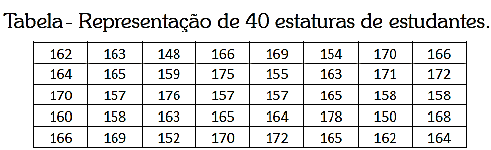 Tabela - Representação de 40 estaturas de estudantes.
162 163 148 166 169 154 170 166
164 165 159 175 155 163 171 172
170 157 176 157 157 165 158 158
160 158 163 165 164 178 150 168
166 169 152 170 172 165 162 164